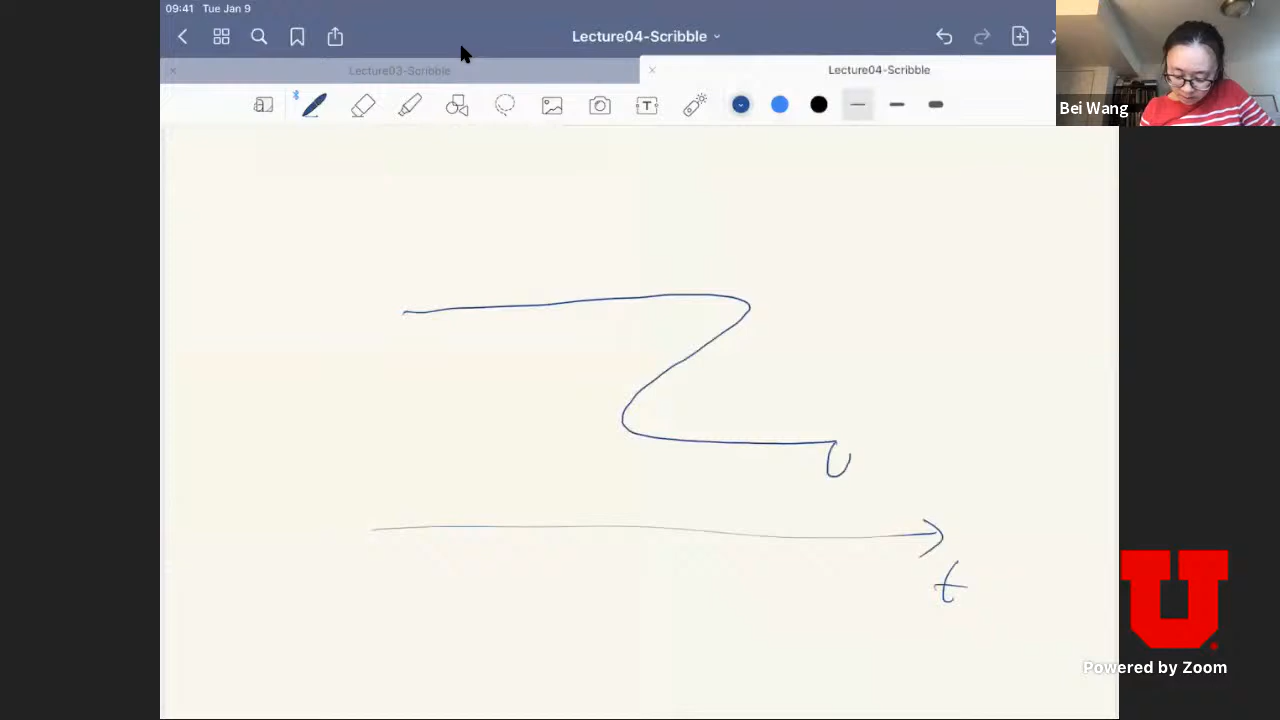 09:41 Tue Jan 9
Lecture04-Scribble
Lecture03-Scribble
Lecture04-Scribble
T
Bei Wang
t
U
Powered by Zoom